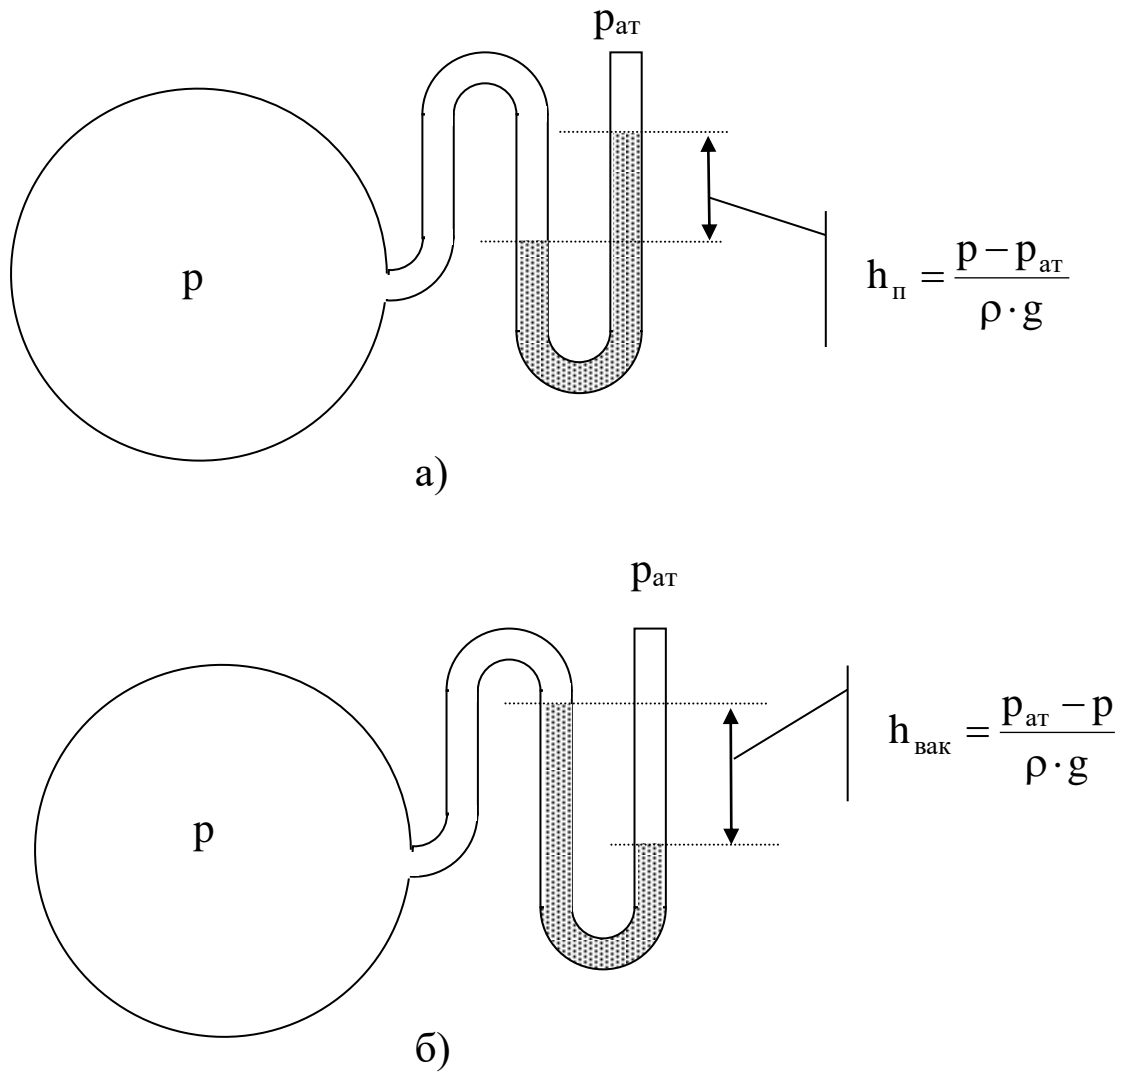 pат
p
hп = p − pат / ρ · g
а)
pат
p
hвак = pат − p / ρ · g
б)